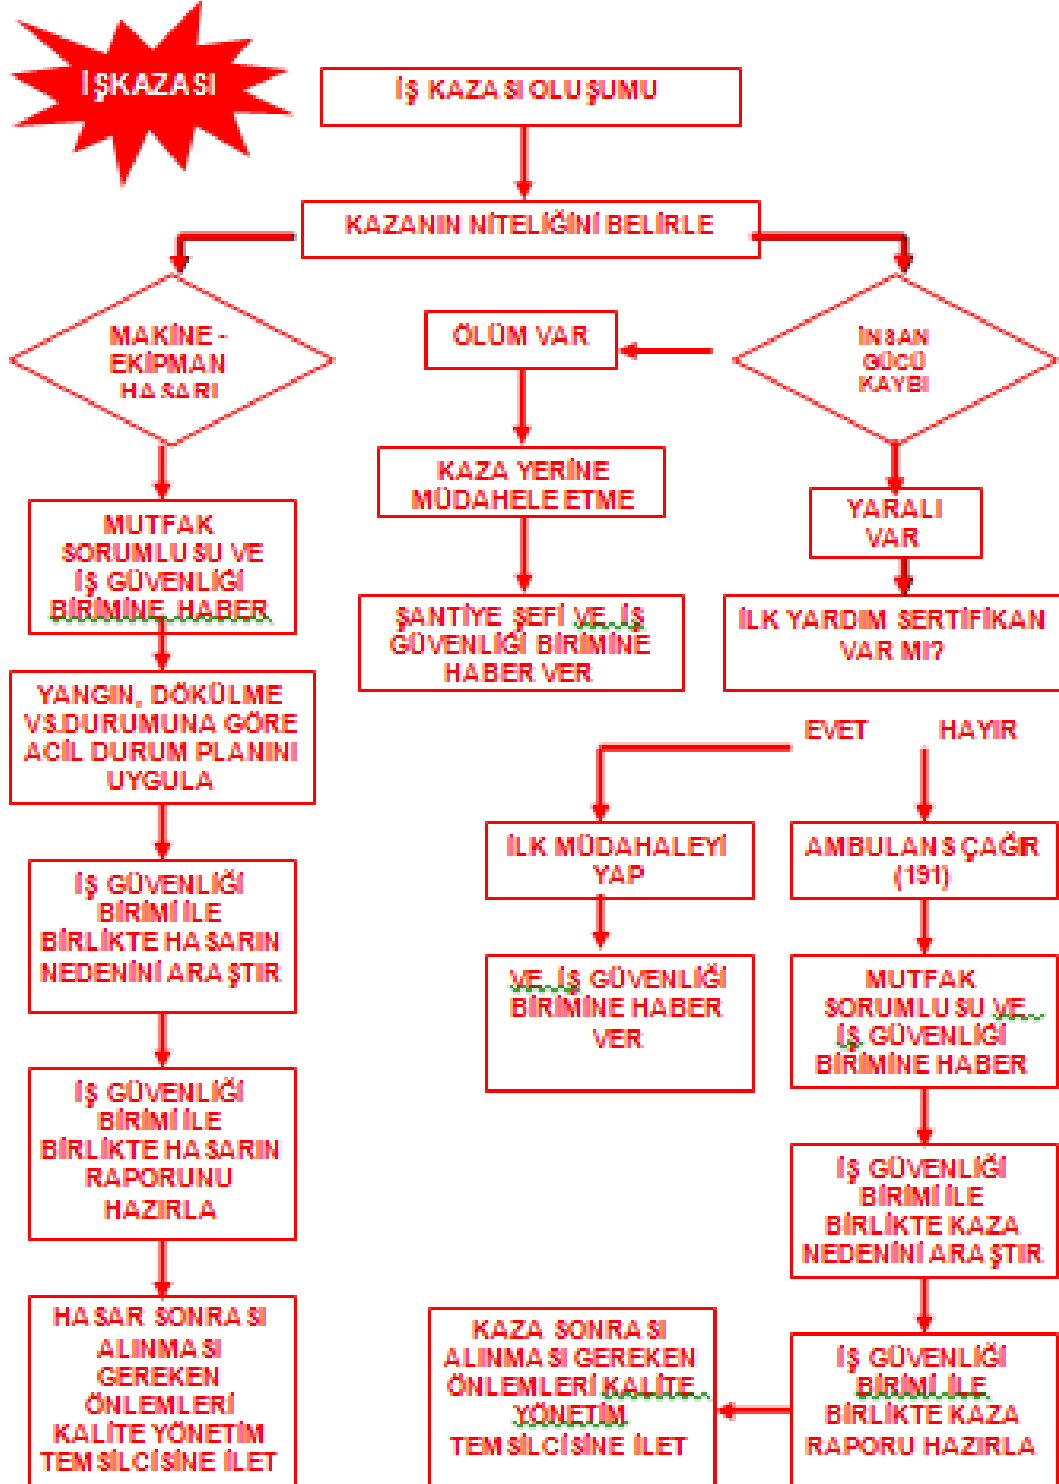 İŞKAZASI
İŞ KAZASI OLUŞUMU
KAZANIN NİTELİĞİNİ BELİRLE
MAKİNE -
EKİPMAN
HASARI
ÖLÜM VAR
İNSAN
GÜCÜ
KAYBI
KAZA YERİNE
MÜDAHELE ETME
YARALI
VAR
MUTFAK
SORUMLUSU VE
İŞ GÜVENLİĞİ
BİRİMİNE HABER
ŞANTİYE ŞEFİ VE İŞ
GÜVENLİĞİ BİRİMİNE
HABER VER
İLK YARDIM SERTİFİKAN
VAR MI?
YANGIN, DÖKÜLME
VS.DURUMUNA GÖRE
ACİL DURUM PLANINI
UYGULA
EVET
HAYIR
İLK MÜDAHALEYİ
YAP
AMBULANS ÇAĞIR
(191)
İŞ GÜVENLİĞİ
BİRİMİ İLE
BİRLİKTE HASARIN
NEDENİNİ ARAŞTIR
VE İŞ GÜVENLİĞİ
BİRİMİNE HABER
VER
MUTFAK
SORUMLUSU VE
İŞ GÜVENLİĞİ
BİRİMİNE HABER
İŞ GÜVENLİĞİ
BİRİMİ İLE
BİRLİKTE HASARIN
RAPORUNU
HAZIRLA
İŞ GÜVENLİĞİ
BİRİMİ İLE
BİRLİKTE KAZA
NEDENİNİ ARAŞTIR
HASAR SONRASI
ALINMASI
GEREKEN
ÖNLEMLERİ
KALİTE YÖNETİM
TEMSİLCİSİNE İLET
KAZA SONRASI
ALINMASI GEREKEN
ÖNLEMLERİ KALİTE
YÖNETİM
TEMSİLCİSİNE İLET
İŞ GÜVENLİĞİ
BİRİMİ İLE
BİRLİKTE KAZA
RAPORU HAZIRLA